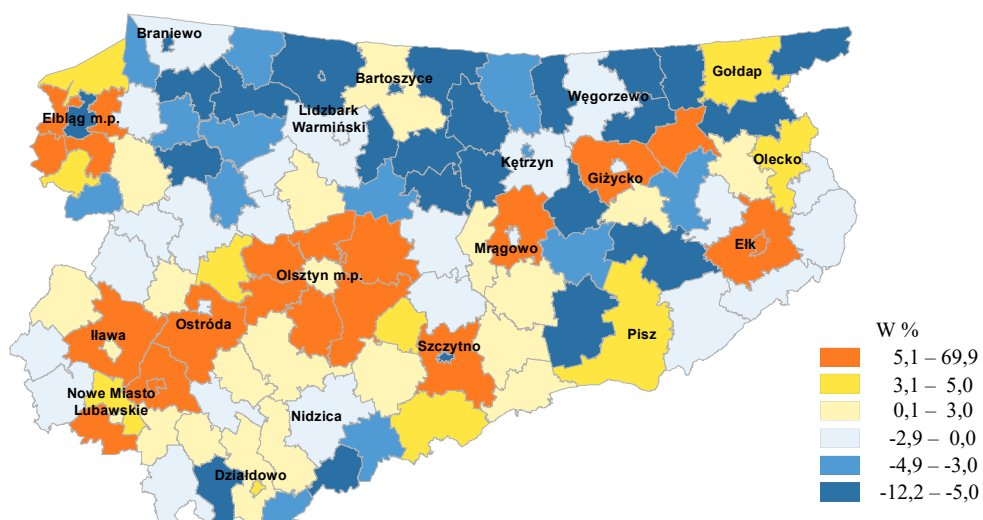 Braniewo
Bartoszyce
Gołdap
Węgorzewo
Elbląg m.p.
Lidzbark
Warmiński
Kętrzyn
Olecko
Giżycko
Mrągowo
Ełk
Olsztyn m.p.
Ostróda
Iława
Szczytno
Pisz
Nowe Miasto
Lubawskie
Nidzica
Działdowo
W %
5,1 – 69,9
3,1 – 5,0
0,1 – 3,0
-2,9 – 0,0
-4,9 – -3,0
-12,2 – -5,0